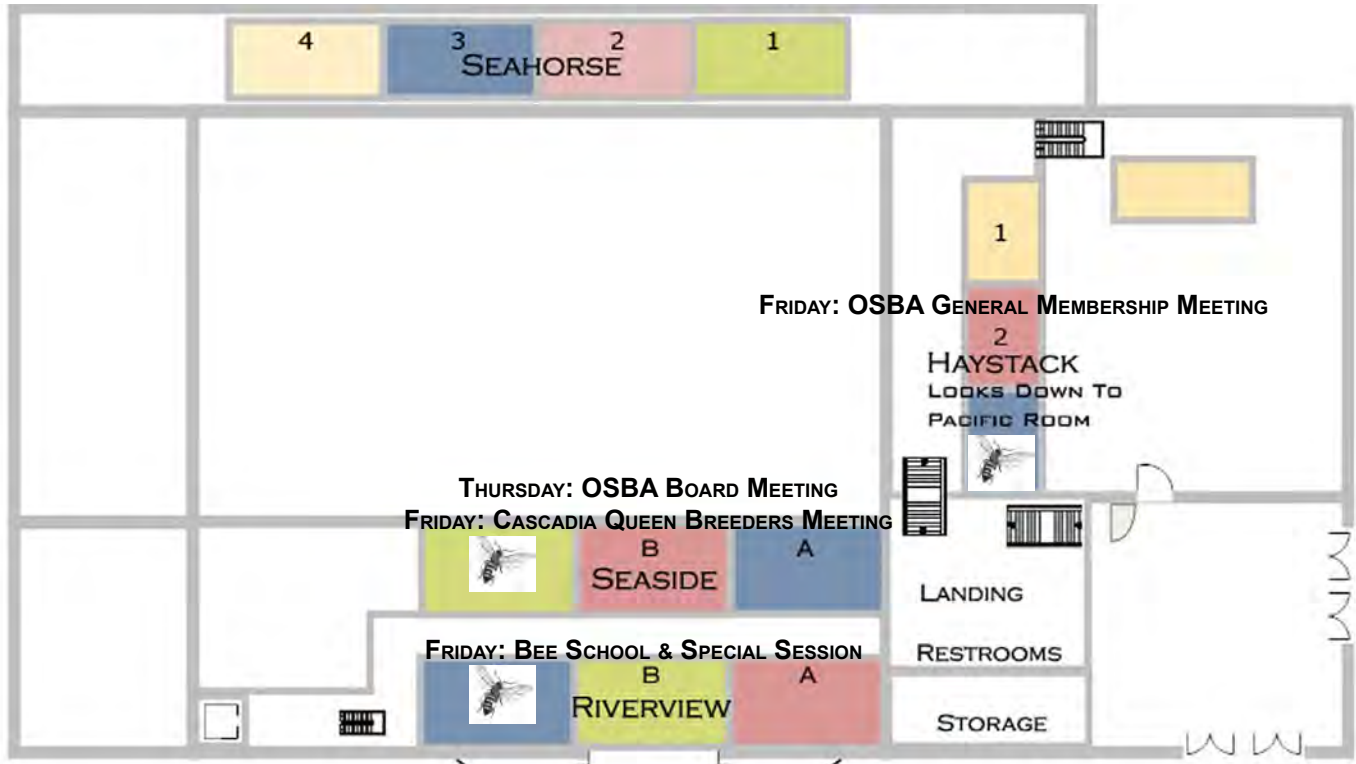 4 3 2 1
SEAHORSE
1
FRIDAY: OSBA GENERAL MEMBERSHIP MEETING
2
HAYSTACK
LOOKS DOWN TO
PACIFIC ROOM
THURSDAY: OSBA BOARD MEETING
FRIDAY: CASCADIA QUEEN BREEDERS MEETING
B A
SEASIDE
LANDING
FRIDAY: BEE SCHOOL & SPECIAL SESSION
RESTROOMS
B A
RIVERVIEW
STORAGE